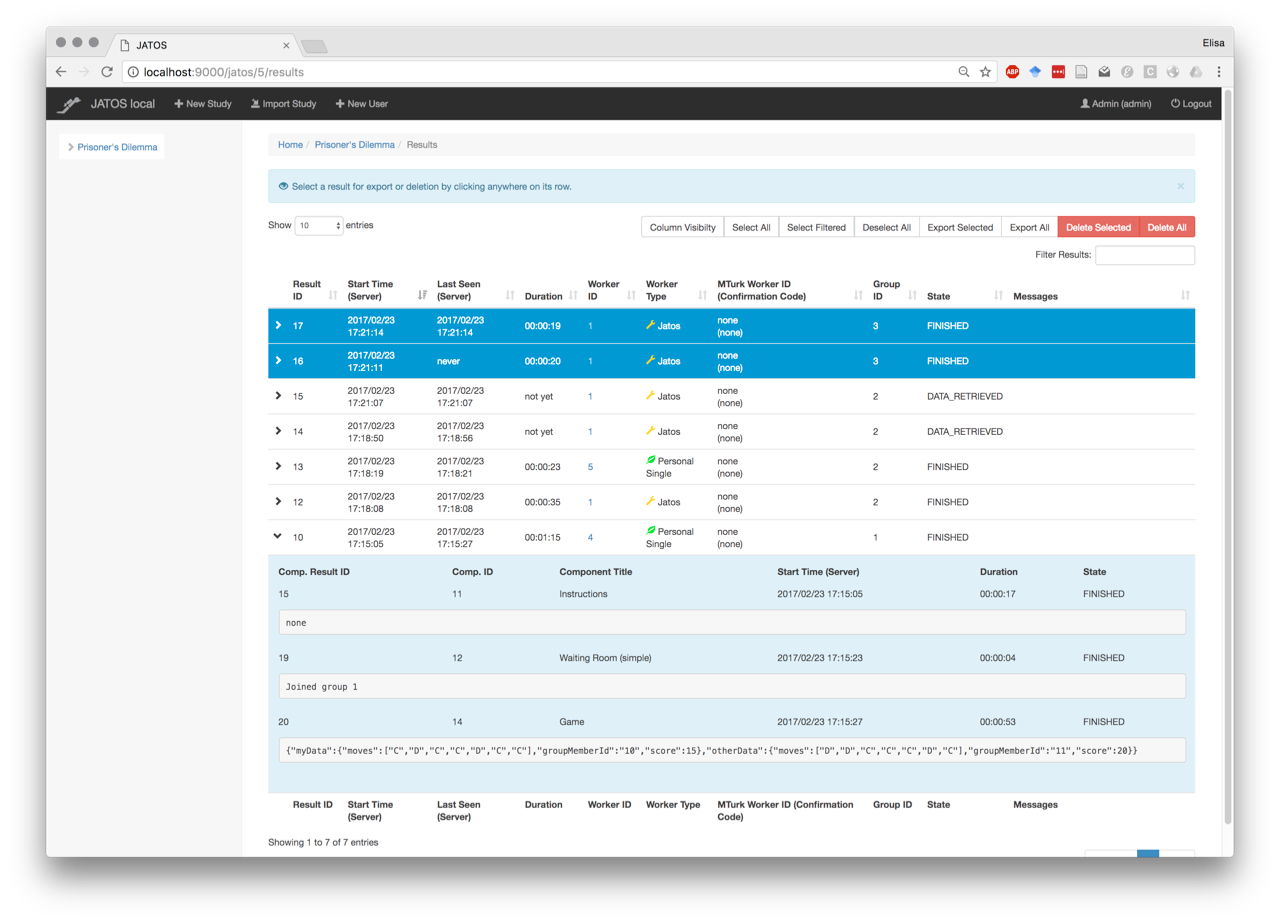 JATOS
Elisa
localhost:9000/jatos/5/results
ABP
JATOS local
New Study
Import Study
New User
Admin (admin)
Logout
Prisoner's Dilemma
Home / Prisoner's Dilemma / Results
Select a result for export or deletion by clicking anywhere on its row.
Show 10 entries
Column Visibilty Select All Select Filtered Deselect All Export Selected Export All Delete Selected Delete All
Filter Results:
Result ID Start Time (Server) Last Seen (Server) Duration Worker ID Worker Type MTurk Worker ID (Confirmation Code) Group ID State Messages
17 2017/02/23 17:21:14 2017/02/23 17:21:14 00:00:19 1 Jatos none (none) 3 FINISHED
16 2017/02/23 17:21:11 never 00:00:20 1 Jatos none (none) 3 FINISHED
15 2017/02/23 17:21:07 2017/02/23 17:21:07 not yet 1 Jatos none (none) 2 DATA_RETRIEVED
14 2017/02/23 17:18:50 2017/02/23 17:18:56 not yet 1 Jatos none (none) 2 DATA_RETRIEVED
13 2017/02/23 17:18:19 2017/02/23 17:18:21 00:00:23 5 Personal Single none (none) 2 FINISHED
12 2017/02/23 17:18:08 2017/02/23 17:18:08 00:00:35 1 Jatos none (none) 2 FINISHED
10 2017/02/23 17:15:05 2017/02/23 17:15:27 00:01:15 4 Personal Single none (none) 1 FINISHED
Comp. Result ID Comp. ID Component Title Start Time (Server) Duration State
15 11 Instructions 2017/02/23 17:15:05 00:00:17 FINISHED
none
19 12 Waiting Room (simple) 2017/02/23 17:15:23 00:00:04 FINISHED
Joined group 1
20 14 Game 2017/02/23 17:15:27 00:00:53 FINISHED
{"myData":{"moves":["C","D","C","C","D","C","C"],"groupMemberId":"10","score":15},"otherData":{"moves":["D","D","C","C","C","D","C"],"groupMemberId":"11","score":20}}
Result ID Start Time (Server) Last Seen (Server) Duration Worker ID Worker Type MTurk Worker ID (Confirmation Code) Group ID State Messages
Showing 1 to 7 of 7 entries